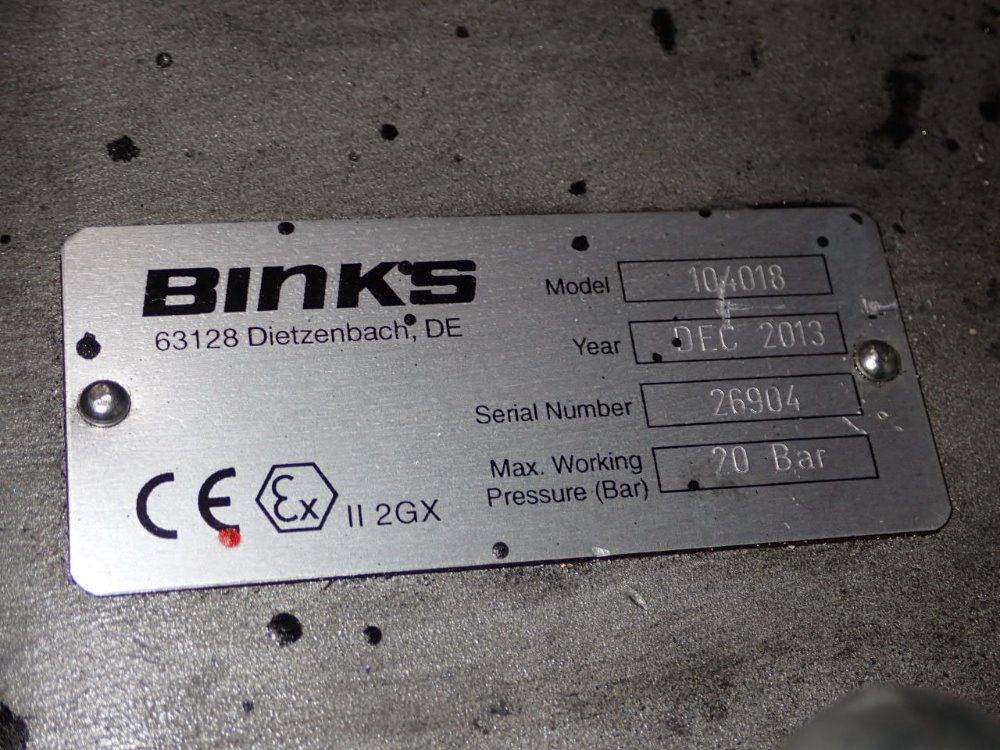 BINKS
63128 Dietzenbach, DE
Model 104018
Year DEC 2013
Serial Number 26904
Max. Working
Pressure (Bar) 20 Bar
CE Ex II 2GX